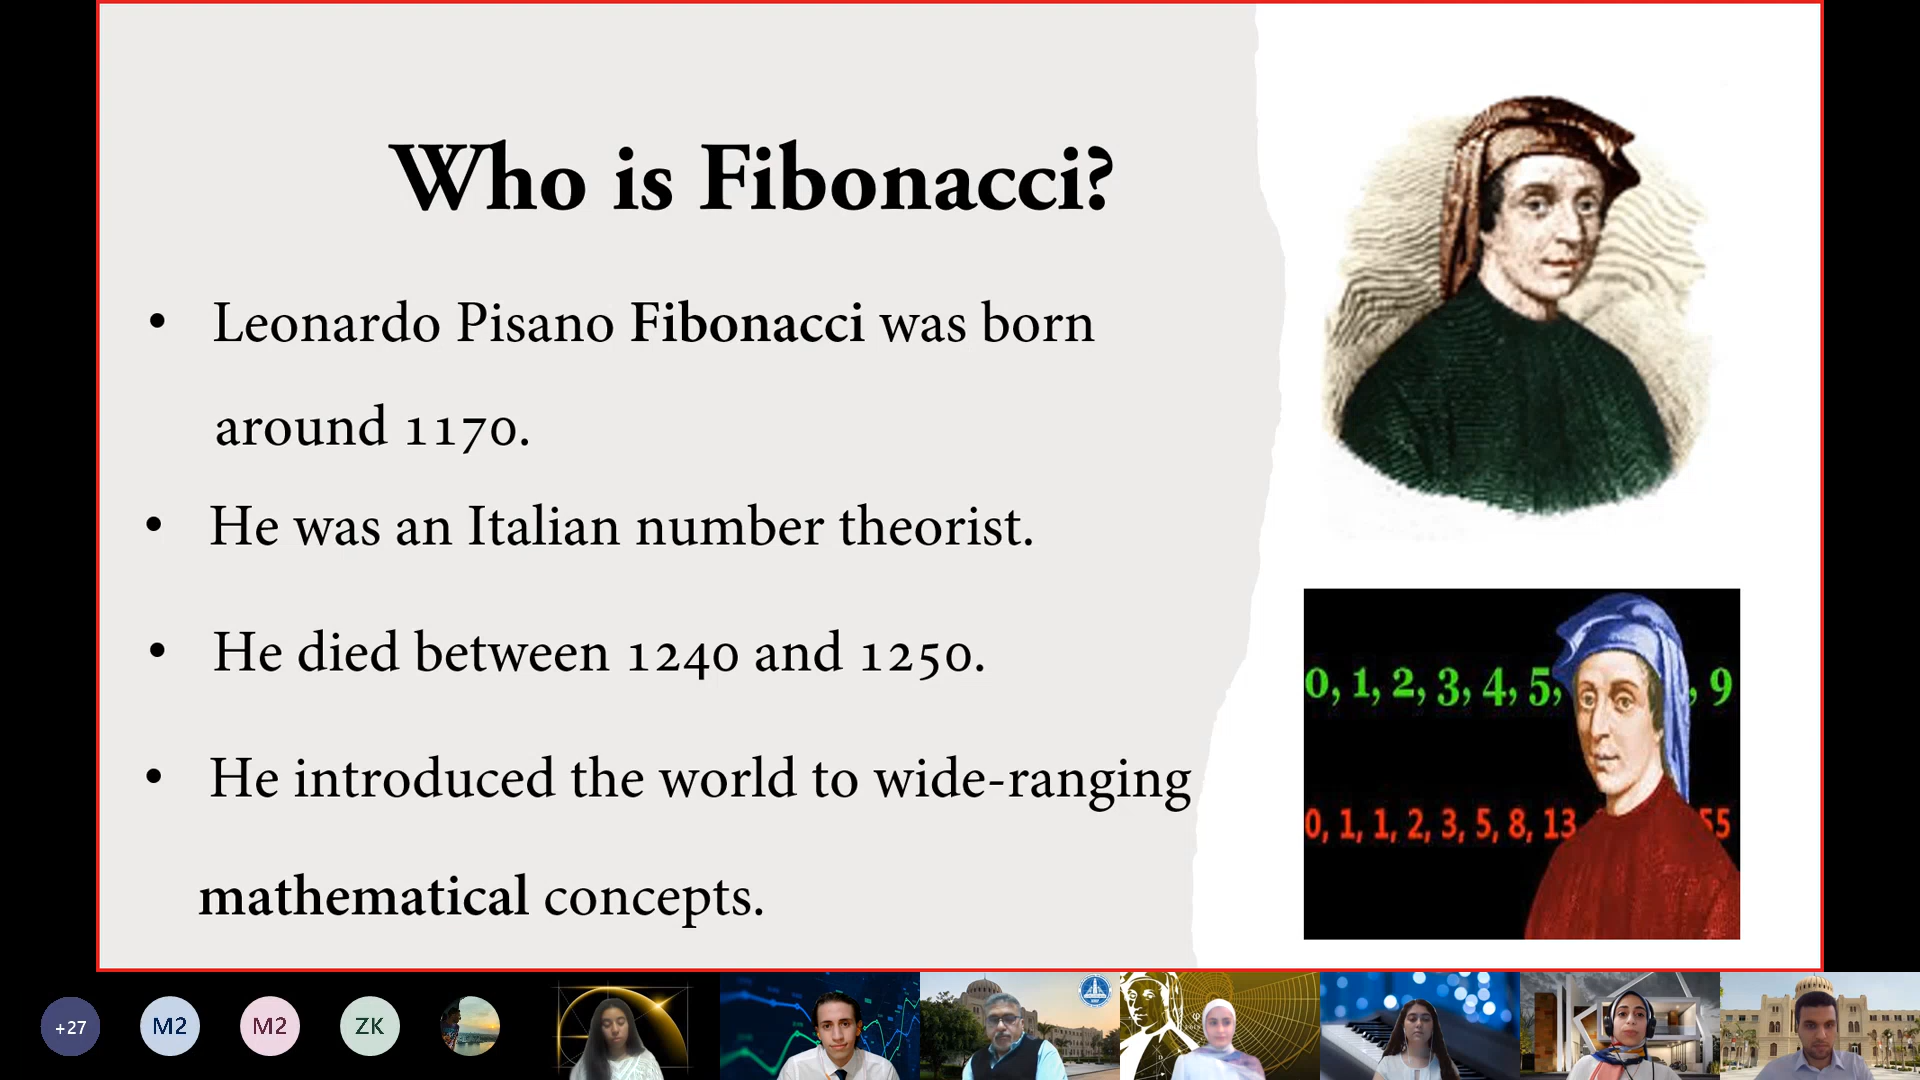 Who is Fibonacci?
• Leonardo Pisano Fibonacci was born
around 1170.
• He was an Italian number theorist.
• He died between 1240 and 1250.
• He introduced the world to wide-ranging
mathematical concepts.
0, 1, 2, 3, 4, 5, , 9
0, 1, 1, 2, 3, 5, 8, 13 55
+27
M2
M2
ZK
φ